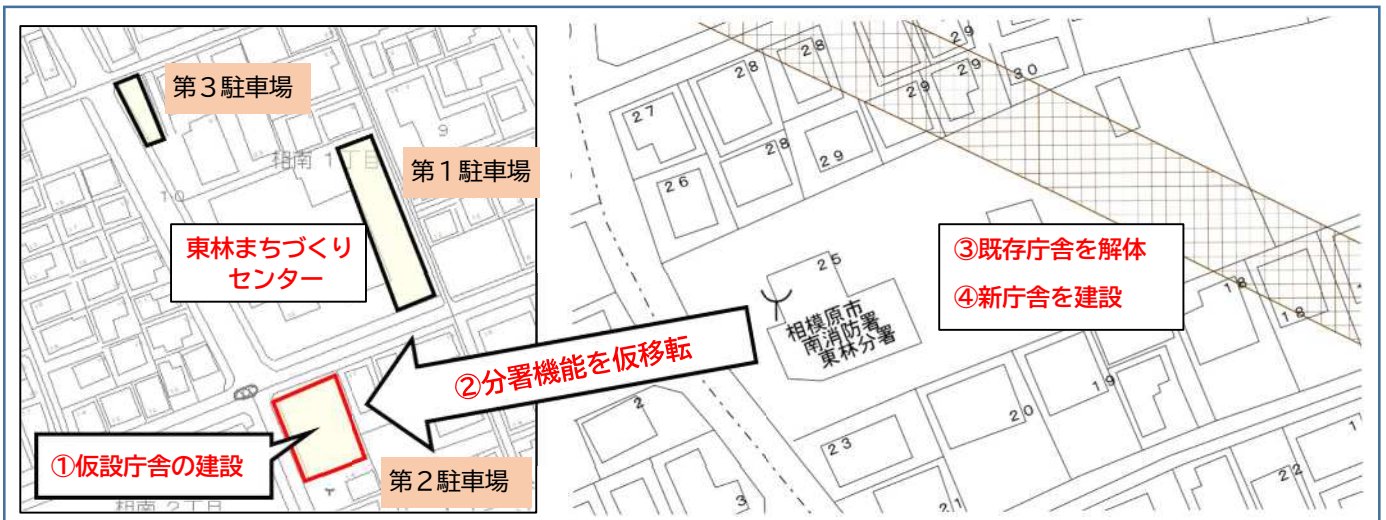 第3駐車場
9
相南 1丁目
第1駐車場
10
東林まちづくり
センター
②分署機能を仮移転
①仮設庁舎の建設
第2駐車場
相南 2丁目
28
29
28
29
30
27
29
28
29
26
③既存庁舎を解体
④新庁舎を建設
25
相模原市
南消防署
東林分署
18
18
19
20
2
23
22
21
3